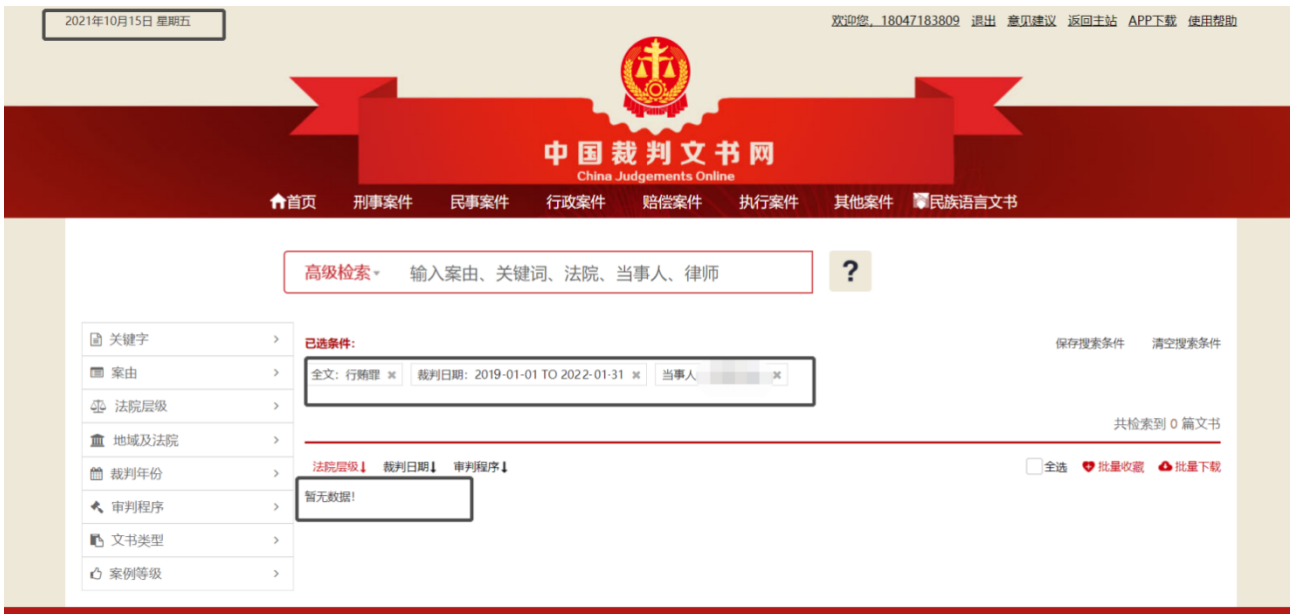 2021年10月15日 星期五
欢迎您，18047183809 退出 意见建议 返回主站 APP下载 使用帮助
中国裁判文书网
China Judgements Online
首页 刑事案件 民事案件 行政案件 赔偿案件 执行案件 其他案件 民族语言文书
高级检索 输入案由、关键词、法院、当事人、律师 ?
关键字
案由
法院层级
地域及法院
裁判年份
审判程序
文书类型
案例等级
已选条件: 保存搜索条件 清空搜索条件
全文：行贿罪 × 裁判日期：2019-01-01 TO 2022-01-31 × 当事人 ×
共检索到 0 篇文书
法院层级↓ 裁判日期↓ 审判程序↓ 全选 批量收藏 批量下载
暂无数据!